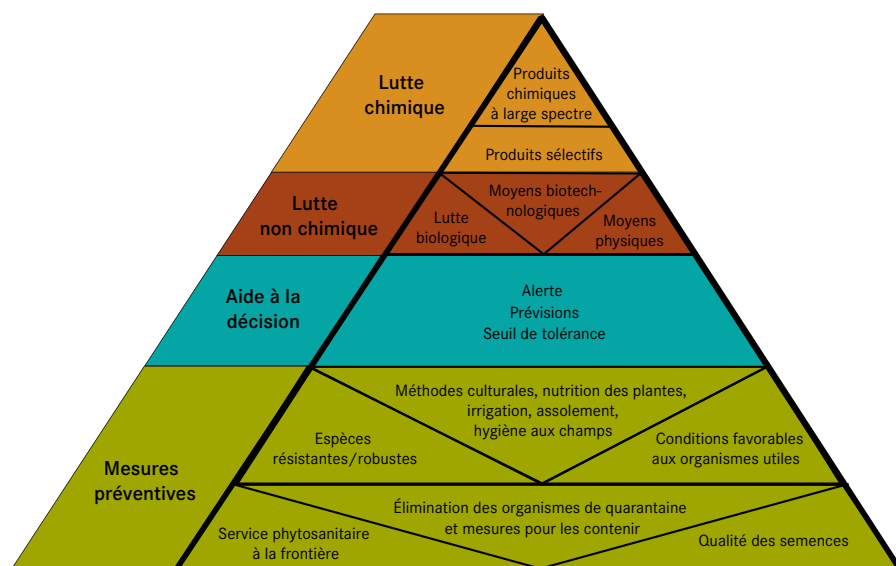 Lutte
chimique
Produits
chimiques
à large spectre
Produits sélectifs
Lutte
non chimique
Lutte
biologique
Moyens biotech-
nologiques
Moyens
physiques
Aide à la
décision
Alerte
Prévisions
Seuil de tolérance
Mesures
préventives
Méthodes culturales, nutrition des plantes,
irrigation, assolement,
hygiène aux champs
Espèces
résistantes/robustes
Conditions favorables
aux organismes utiles
Élimination des organismes de quarantaine
et mesures pour les contenir
Service phytosanitaire
à la frontière
Qualité des semences